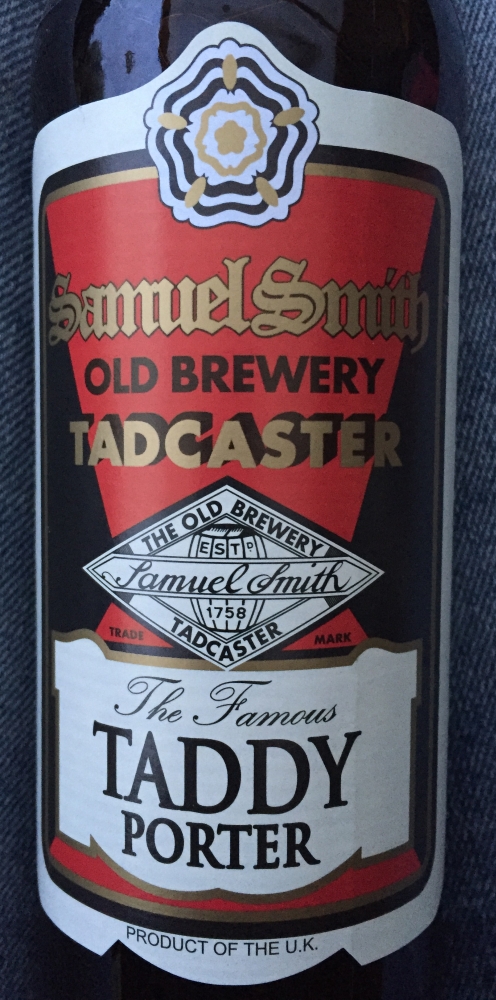 Samuel Smith
OLD BREWERY
TADCASTER
THE OLD BREWERY
ESTD
Samuel Smith
1758
TADCASTER
TRADE MARK
The Famous
TADDY
PORTER
PRODUCT OF THE U.K.